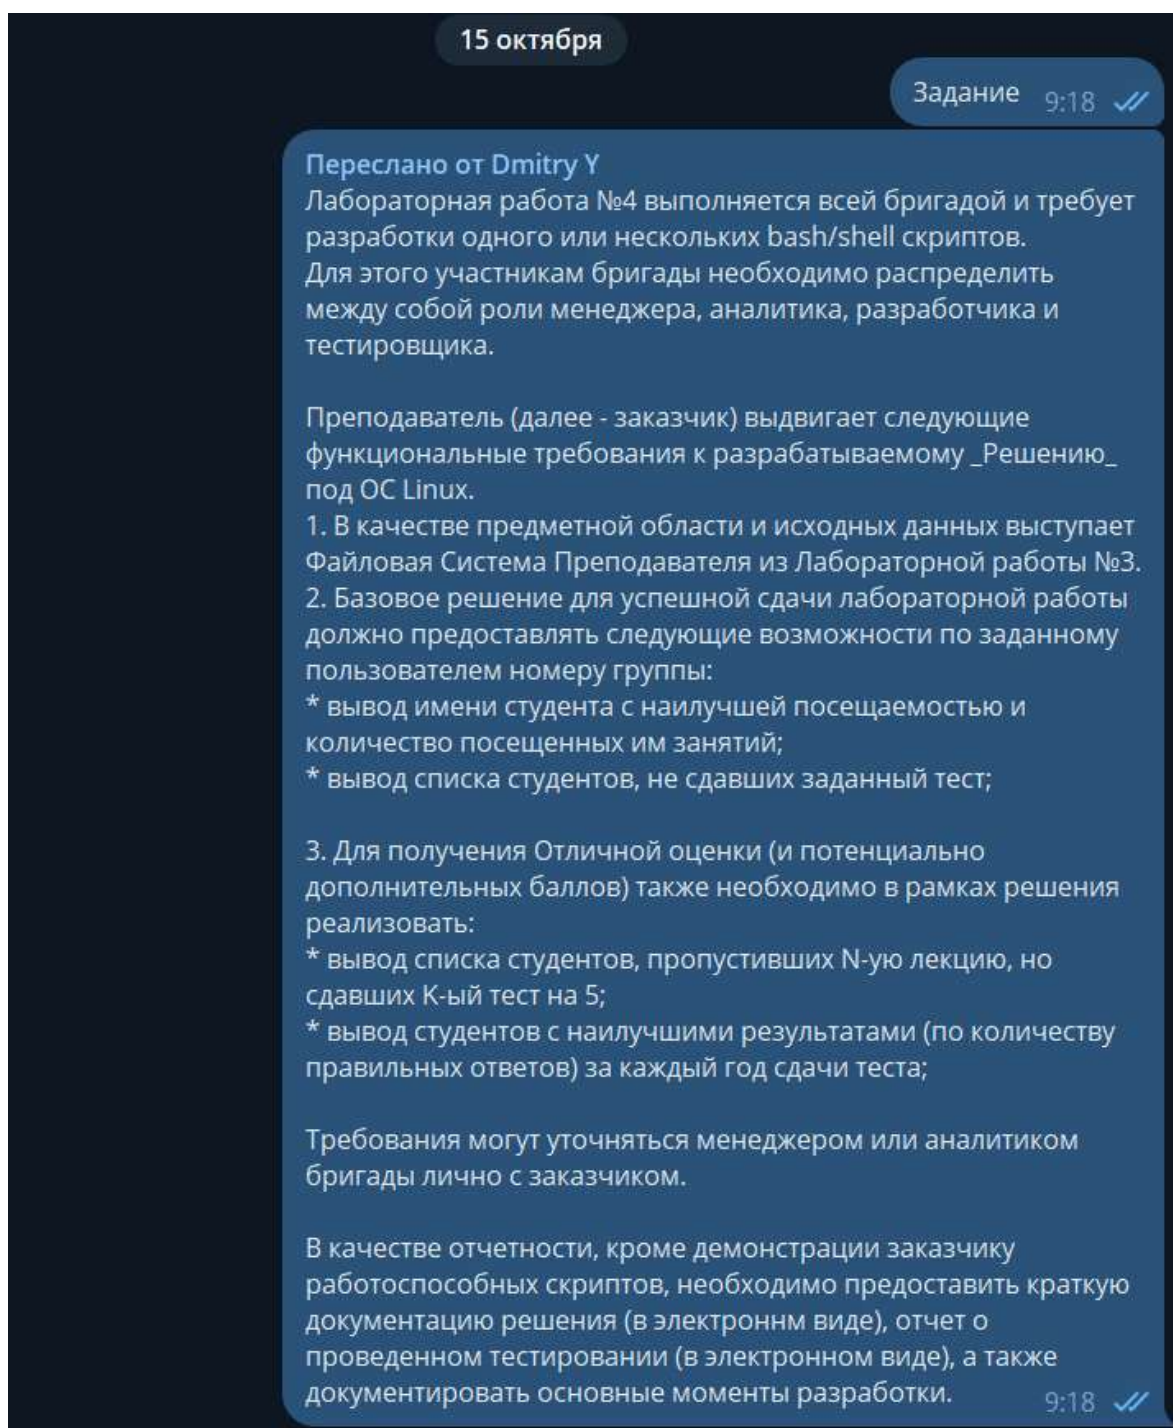 15 октября
Задание 9:18
Переслано от Dmitry Y
Лабораторная работа №4 выполняется всей бригадой и требует
разработки одного или нескольких bash/shell скриптов.
Для этого участникам бригады необходимо распределить
между собой роли менеджера, аналитика, разработчика и
тестировщика.
Преподаватель (далее - заказчик) выдвигает следующие
функциональные требования к разрабатываемому _Решению_
под ОС Linux.
1. В качестве предметной области и исходных данных выступает
Файловая Система Преподавателя из Лабораторной работы №3.
2. Базовое решение для успешной сдачи лабораторной работы
должно предоставлять следующие возможности по заданному
пользователем номеру группы:
* вывод имени студента с наилучшей посещаемостью и
количество посещенных им занятий;
* вывод списка студентов, не сдавших заданный тест;
3. Для получения Отличной оценки (и потенциально
дополнительных баллов) также необходимо в рамках решения
реализовать:
* вывод списка студентов, пропустивших N-ую лекцию, но
сдавших K-ый тест на 5;
* вывод студентов с наилучшими результатами (по количеству
правильных ответов) за каждый год сдачи теста;
Требования могут уточняться менеджером или аналитиком
бригады лично с заказчиком.
В качестве отчетности, кроме демонстрации заказчику
работоспособных скриптов, необходимо предоставить краткую
документацию решения (в электроннм виде), отчет о
проведенном тестировании (в электронном виде), а также
документировать основные моменты разработки. 9:18